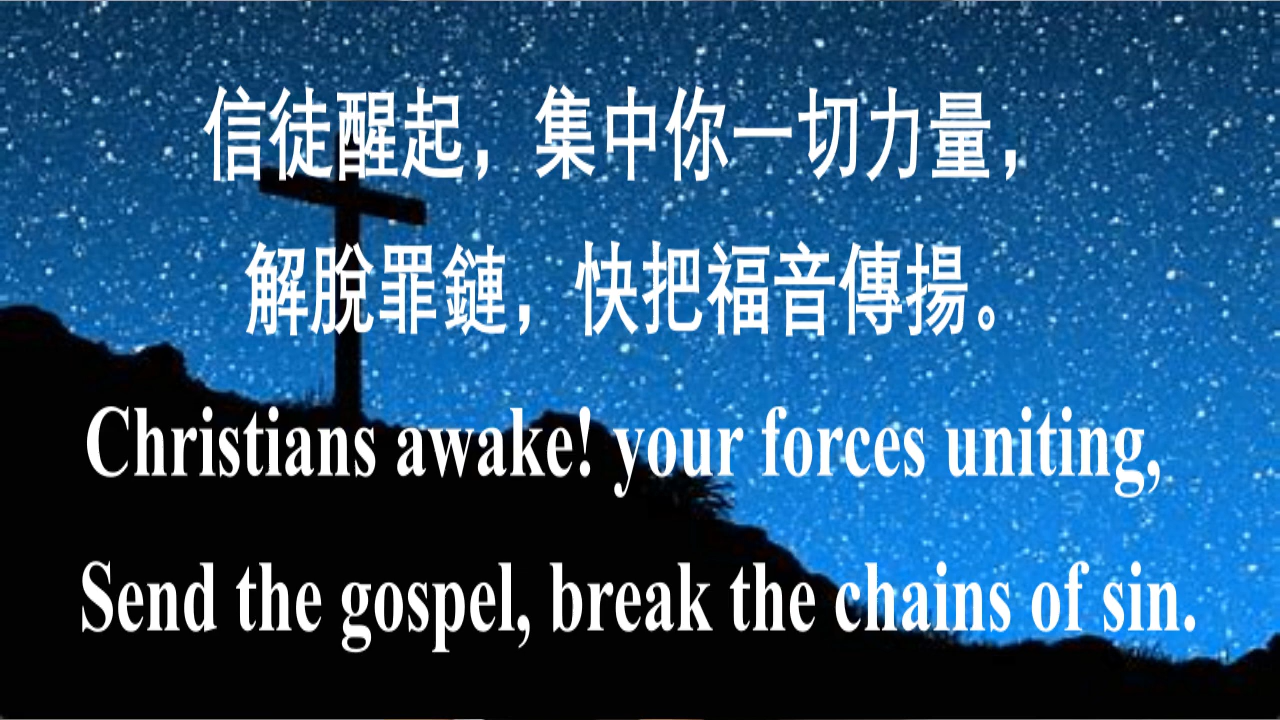 信徒醒起，集中你一切力量，
解脫罪鏈，快把福音傳揚。
Christians awake! your forces uniting,
Send the gospel, break the chains of sin.